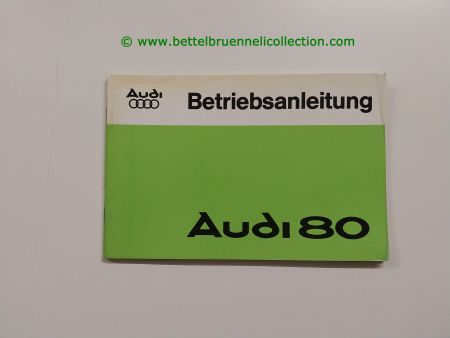 © www.bettelbruennelicollection.com
Audi
Betriebsanleitung
Audi 80